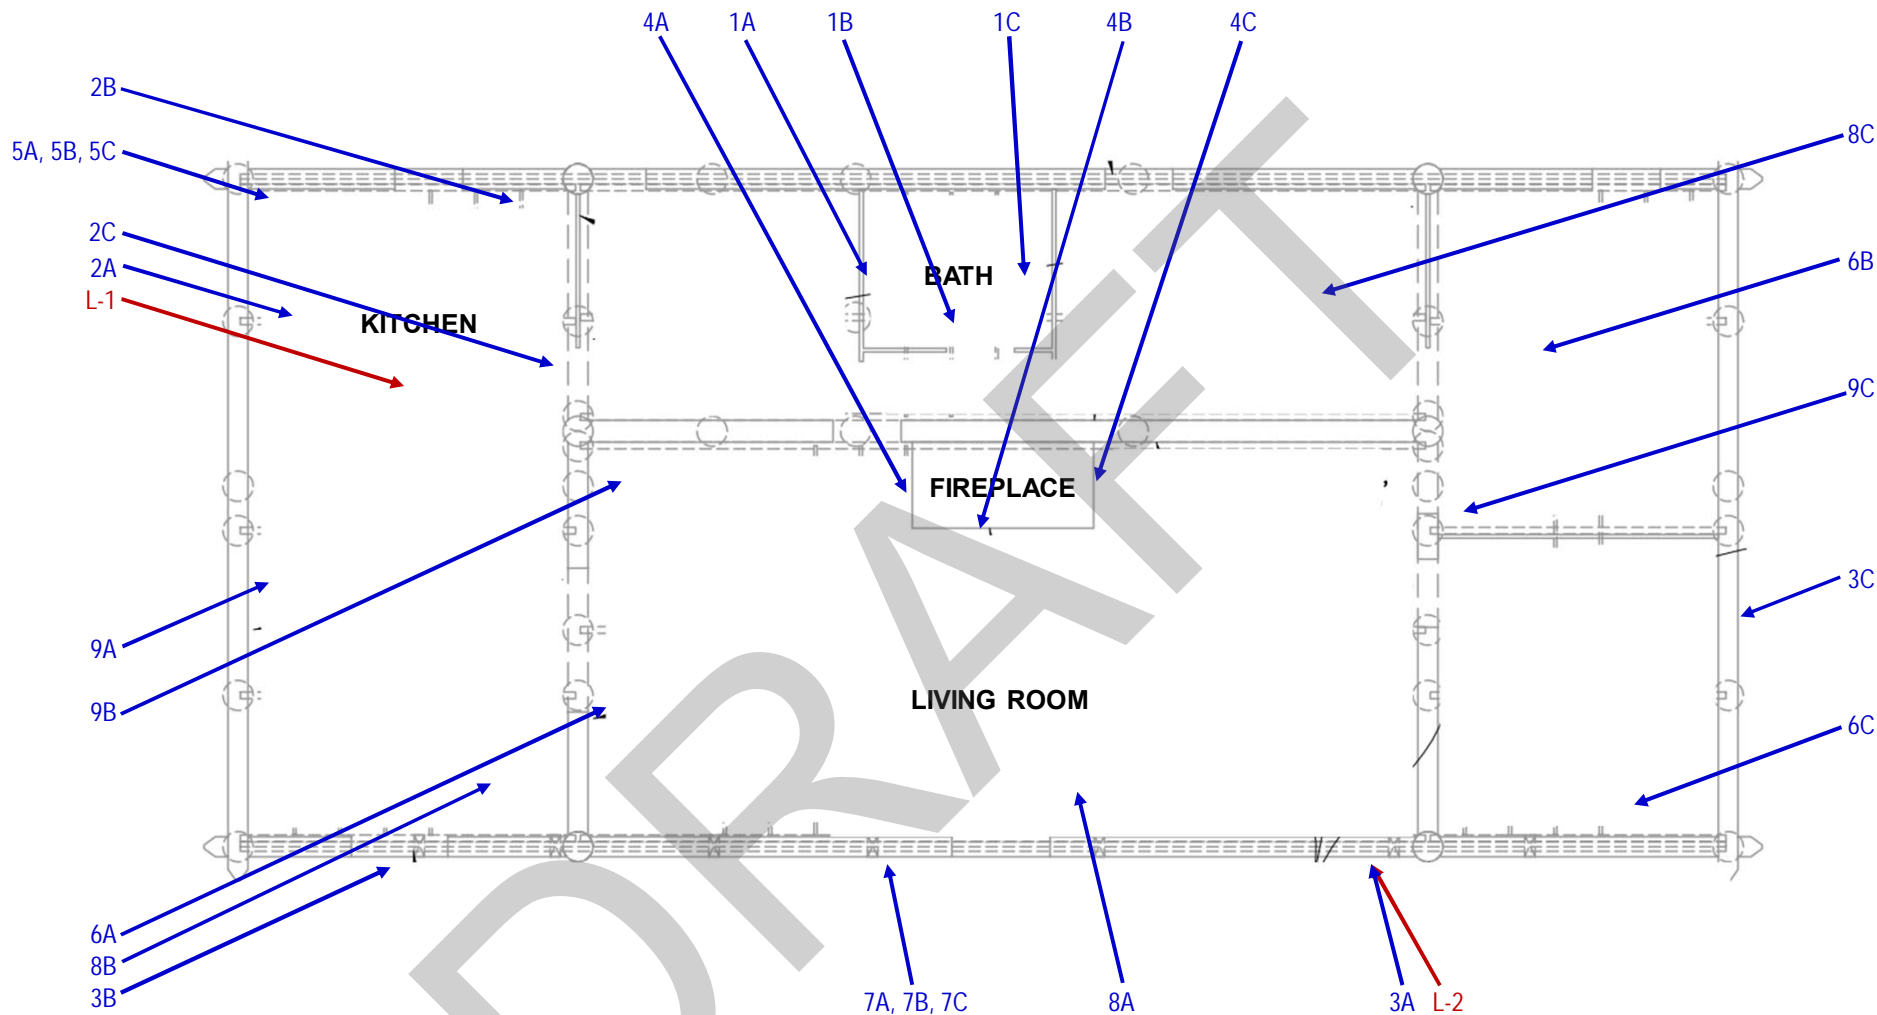 4A 1A 1B 1C 4B 4C
2B
8C
5A, 5B, 5C
2C
6B
2A
BATH
L-1
KITCHEN
9C
FIREPLACE
3C
9A
LIVING ROOM
9B
6C
6A
8B
3B
7A, 7B, 7C
8A
3A L-2
DRAFT